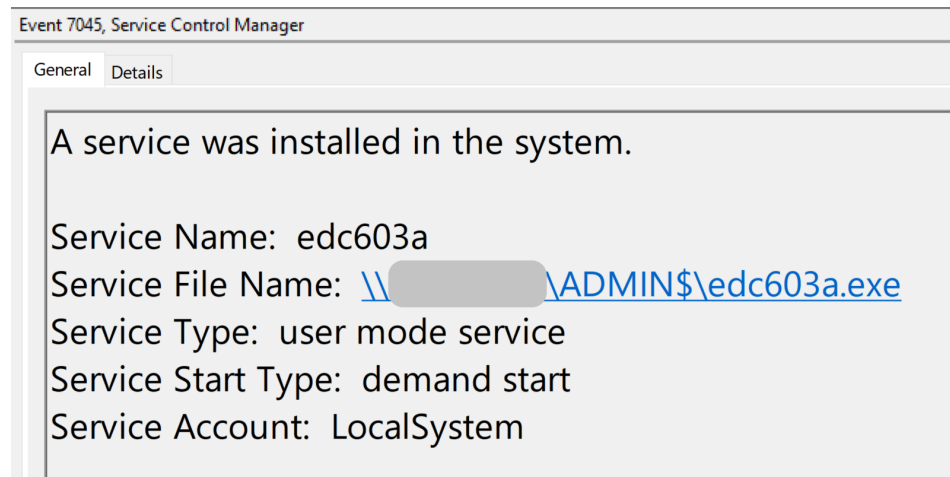 Event 7045, Service Control Manager
General Details
A service was installed in the system.
Service Name: edc603a
Service File Name: \\ \ADMIN$\edc603a.exe
Service Type: user mode service
Service Start Type: demand start
Service Account: LocalSystem